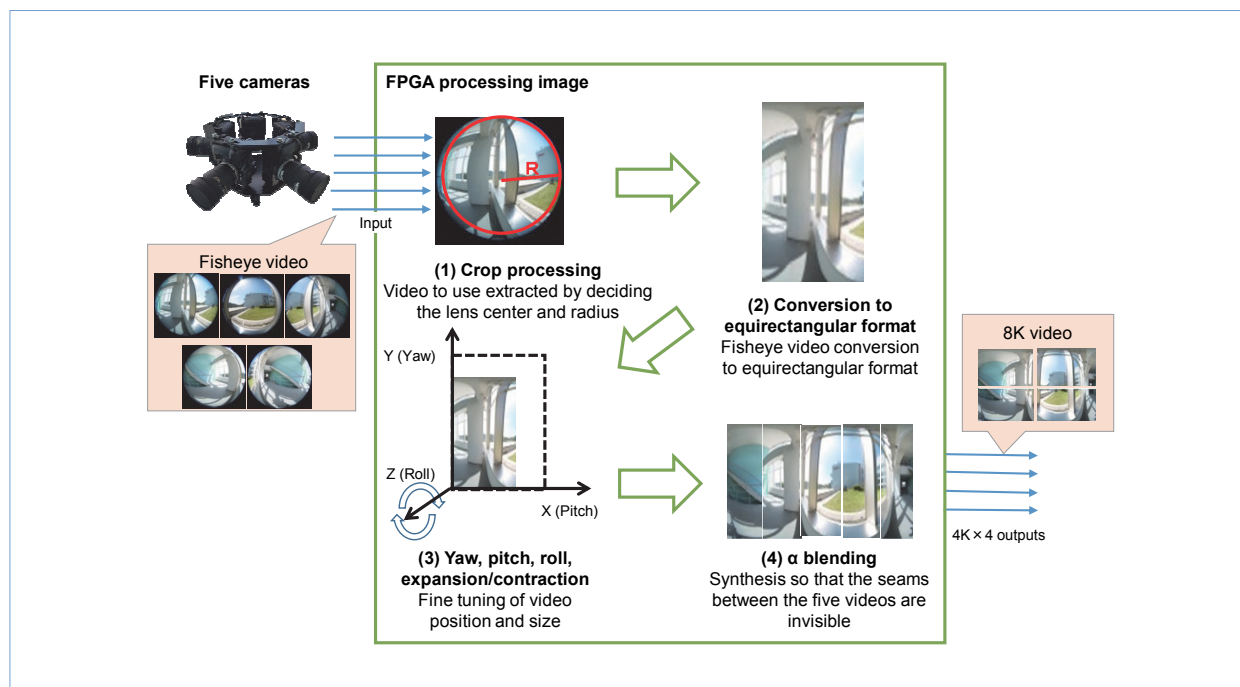 Five cameras
FPGA processing image
R
Input
Fisheye video
(1) Crop processing
Video to use extracted by deciding
the lens center and radius
(2) Conversion to
equirectangular format
Fisheye video conversion
to equirectangular format
Y (Yaw)
Z (Roll)
X (Pitch)
(3) Yaw, pitch, roll,
expansion/contraction
Fine tuning of video
position and size
(4) α blending
Synthesis so that the seams
between the five videos are
invisible
8K video
4K × 4 outputs